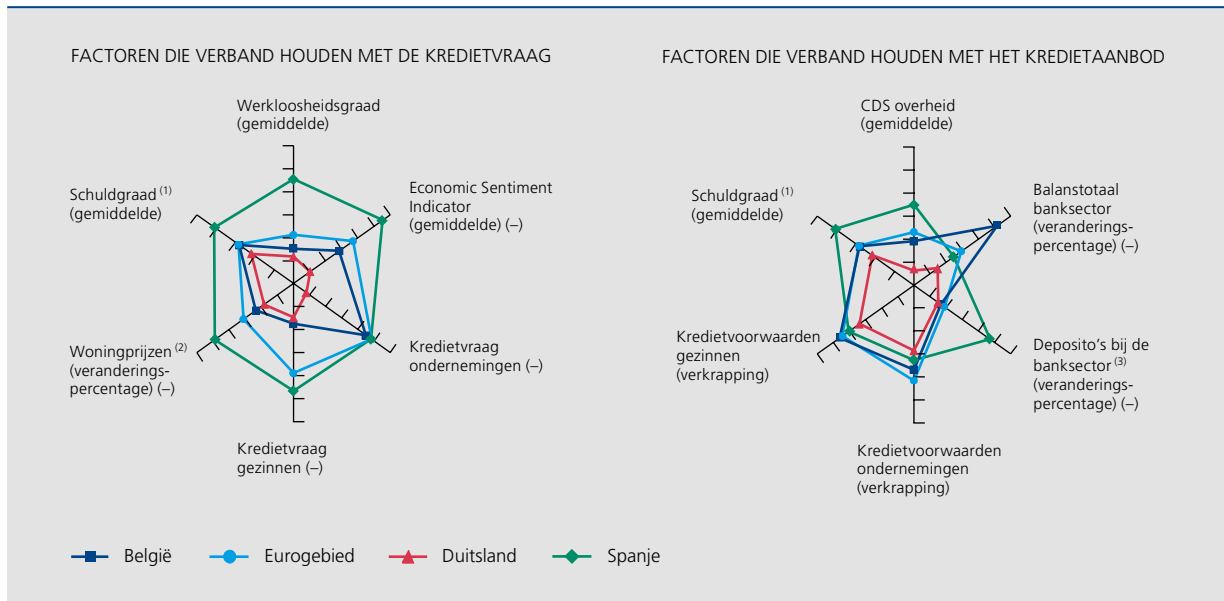 FACTOREN DIE VERBAND HOUDEN MET DE KREDIETVRAAG
Werkloosheidsgraad
(gemiddelde)
Economic Sentiment
Indicator
(gemiddelde) (–)
Kredietvraag
ondernemingen (–)
Kredietvraag
gezinnen (–)
Woningprijzen (2)
(veranderings-
percentage) (–)
Schuldgraad (1)
(gemiddelde)
FACTOREN DIE VERBAND HOUDEN MET HET KREDIETAANBOD
CDS overheid
(gemiddelde)
Balanstotaal
banksector
(veranderings-
percentage) (–)
Deposito's bij de
banksector (3)
(veranderings-
percentage) (–)
Kredietvoorwaarden
ondernemingen
(verkrapping)
Kredietvoorwaarden
gezinnen
(verkrapping)
Schuldgraad (1)
(gemiddelde)
België
Eurogebied
Duitsland
Spanje